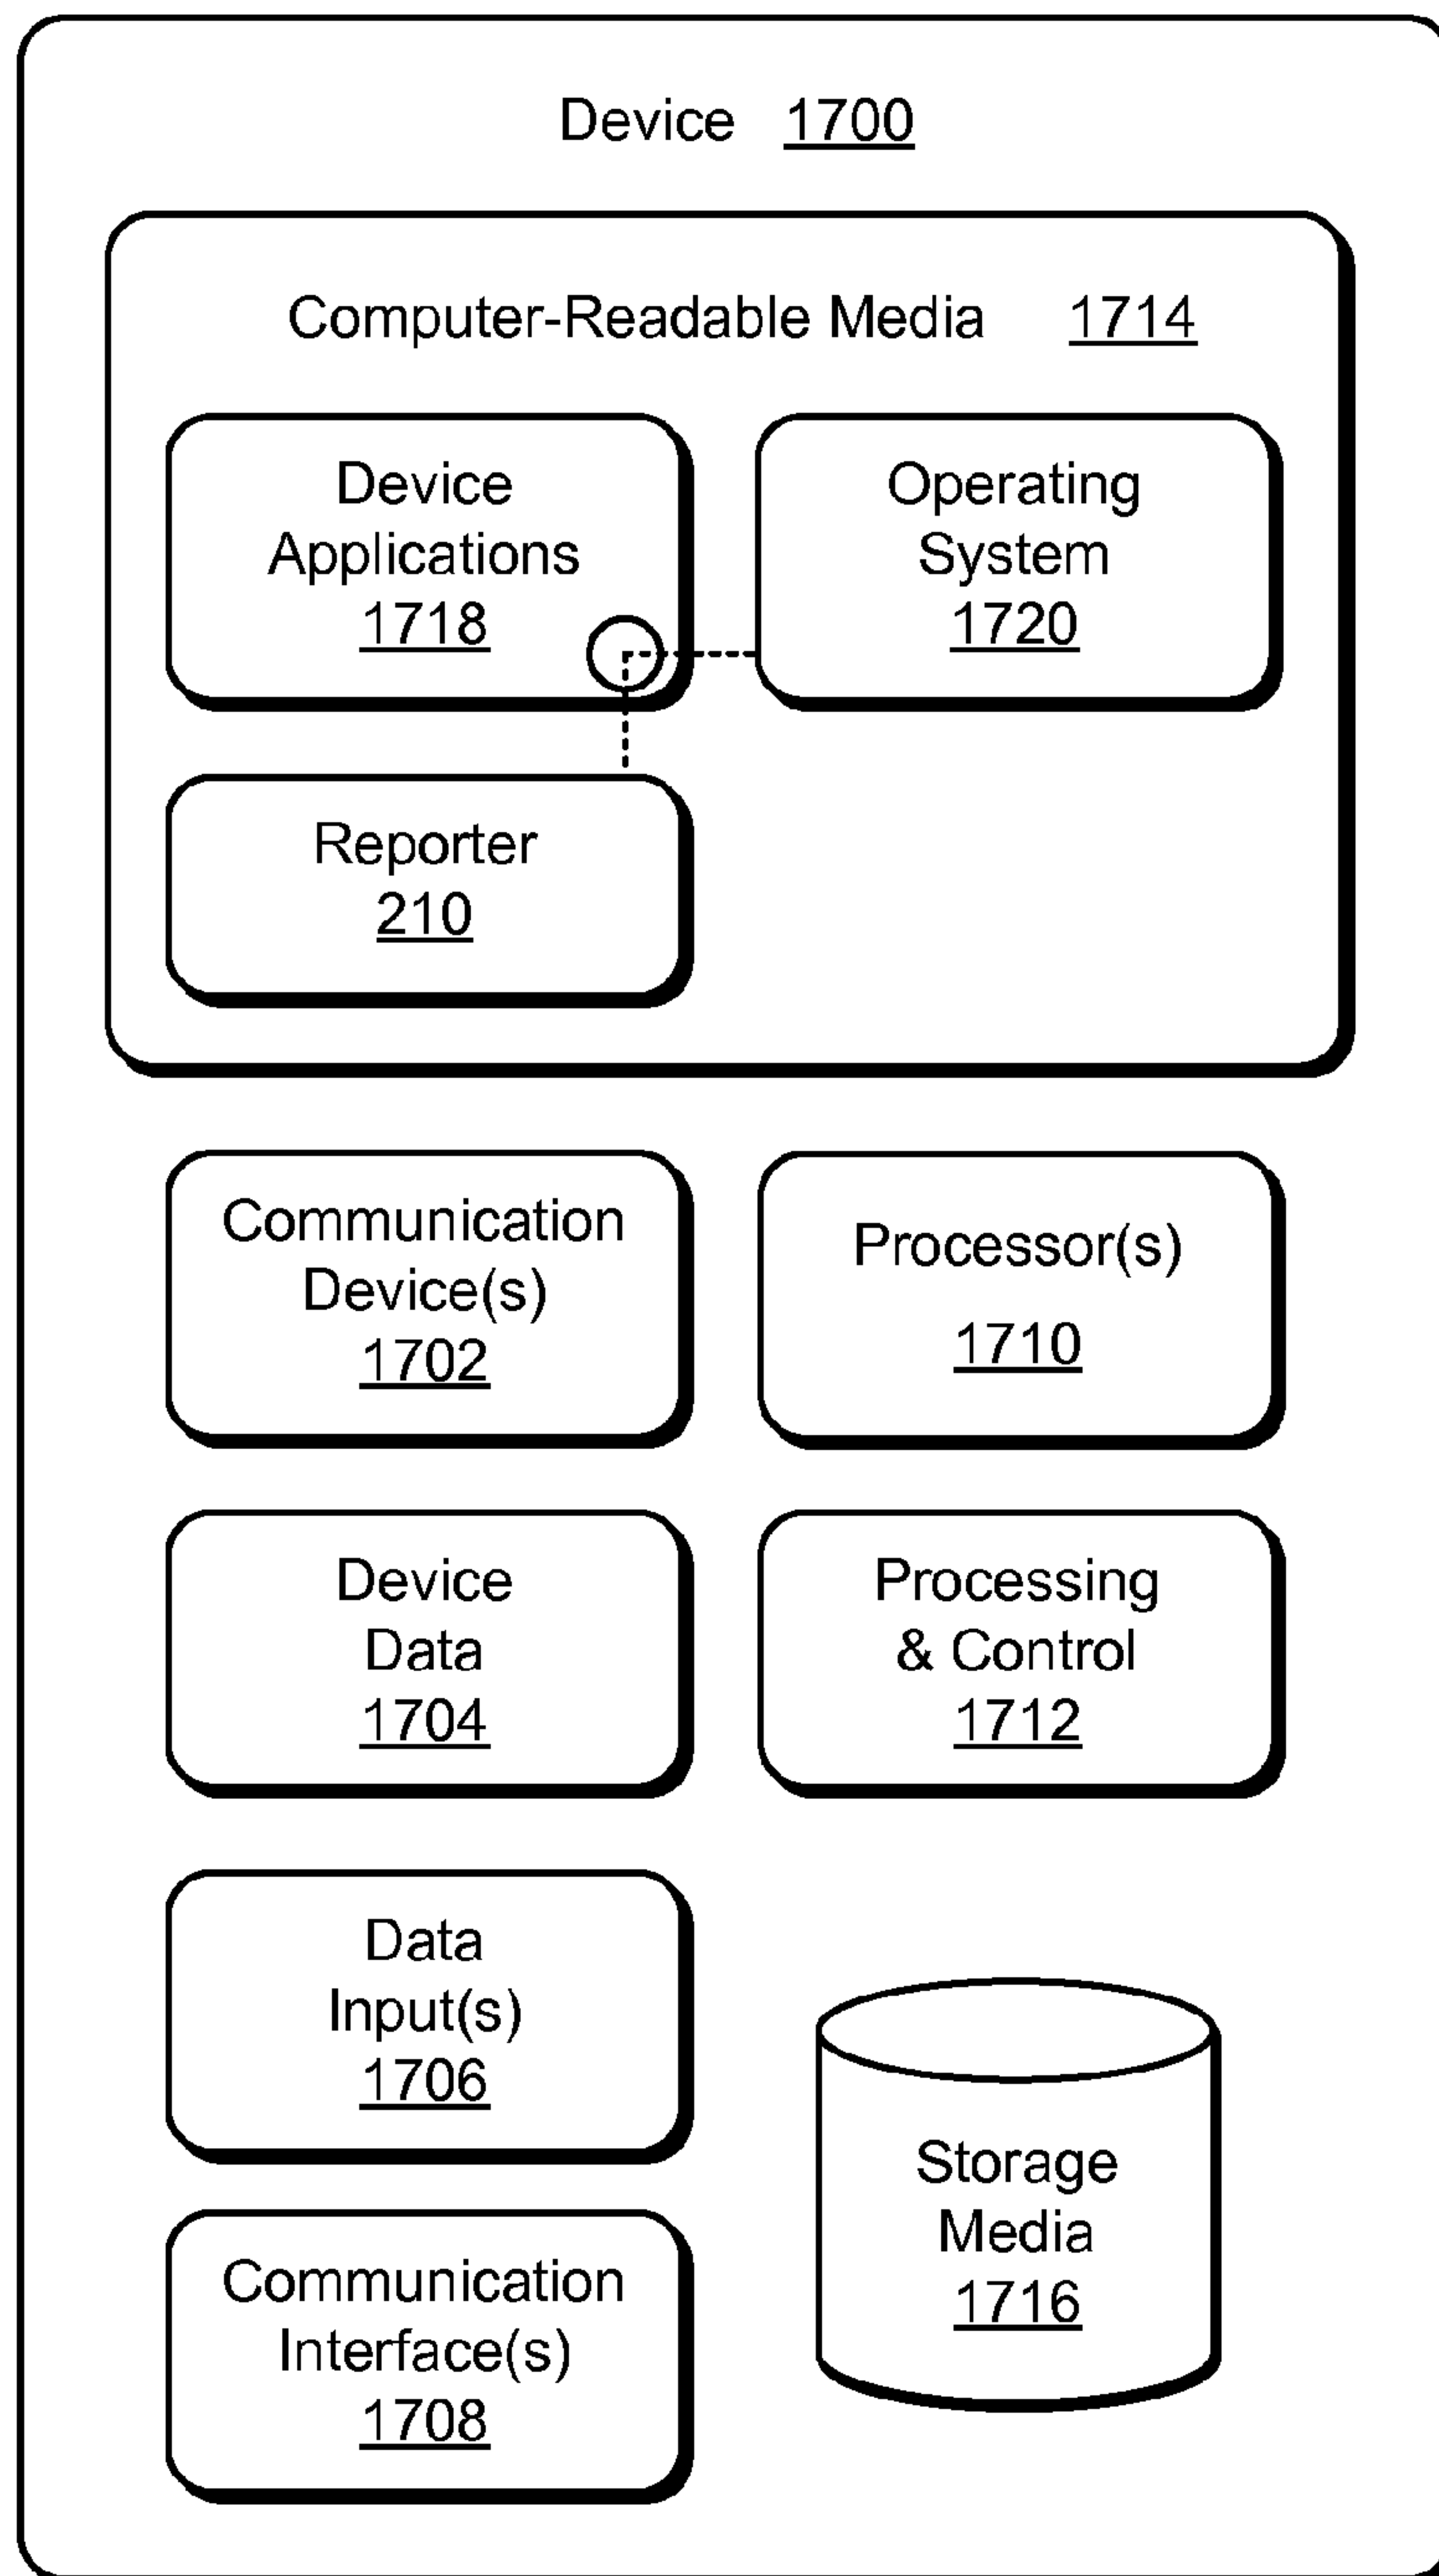 Device 1700
Computer-Readable Media 1714
Device
Applications
1718
Operating
System
1720
Reporter
210
Communication
Device(s)
1702
Processor(s)
1710
Device
Data
1704
Processing
& Control
1712
Data
Input(s)
1706
Storage
Media
1716
Communication
Interface(s)
1708